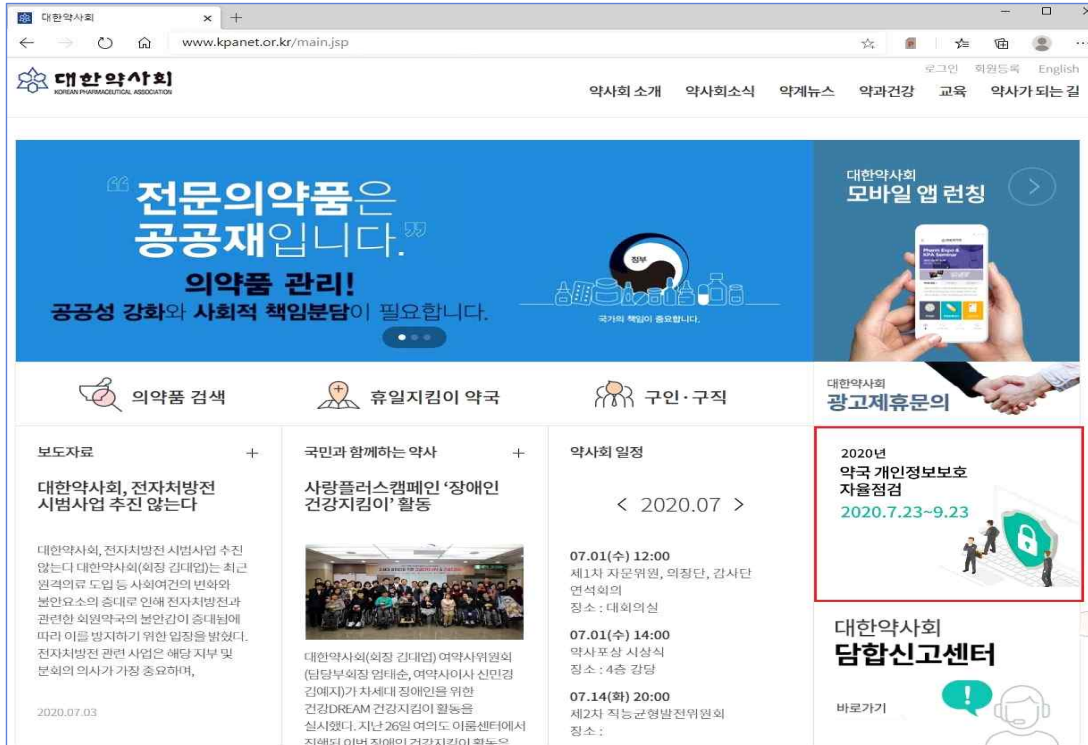 대한약사회
www.kpanet.or.kr/main.jsp
대한약사회
KOREAN PHARMACEUTICAL ASSOCIATION
로그인 회원등록 English
약사회 소개 약사회소식 약계뉴스 약과건강 교육 약사가 되는 길
“전문의약품은
공공재입니다.”
의약품 관리!
공공성 강화와 사회적 책임분담이 필요합니다.
정부
국가의 책임이 중요합니다.
대한약사회
모바일 앱 런칭
Pharm Expo &
KPA Seminar
의약품 검색
휴일지킴이 약국
구인·구직
대한약사회
광고제휴문의
보도자료 +
대한약사회, 전자처방전
시범사업 추진 않는다
대한약사회, 전자처방전 시범사업 추진
않는다 대한약사회(회장 김대업)는 최근
원격의료 도입 등 사회여건의 변화와
불안요소의 증대로 인해 전자처방전과
관련한 회원약국의 불안감이 증대됨에
따라 이를 방지하기 위한 입장을 밝혔다.
전자처방전 관련 사업은 해당 지부 및
분회의 의사가 가장 중요하며,
2020.07.03
국민과 함께하는 약사 +
사랑플러스캠페인 ‘장애인
건강지킴이’ 활동
대한약사회(회장 김대업) 여약사위원회
(담당부회장 엄태순, 여약사이사 신민경
김예지)가 차세대 장애인을 위한
건강DREAM 건강지킴이 활동을
실시했다. 지난 26일 여의도 이룸센터에서
진행된 이번 장애인 건강지킴이 활동은
약사회 일정
< 2020.07 >
07.01(수) 12:00
제1차 자문위원, 의장단, 감사단
연석회의
장소 : 대회의실
07.01(수) 14:00
약사포상 시상식
장소 : 4층 강당
07.14(화) 20:00
제2차 직능균형발전위원회
장소 :
2020년
약국 개인정보보호
자율점검
2020.7.23~9.23
대한약사회
담합신고센터
바로가기